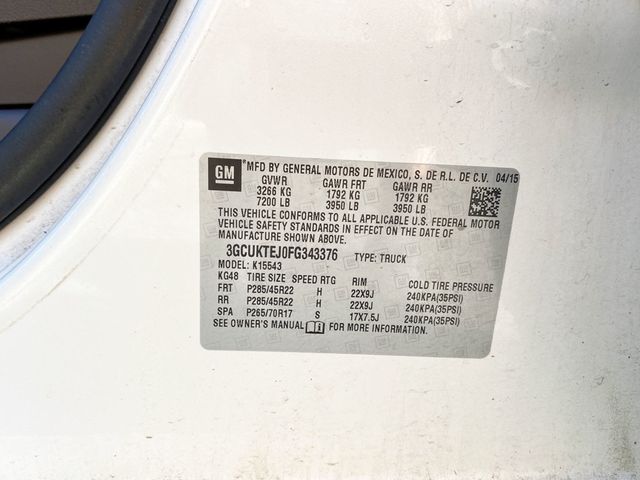 GM *MFD BY GENERAL MOTORS DE MEXICO, S. DE R.L. DE C.V. 04/15
GVWR GAWR FRT GAWR RR
3266 KG 1792 KG 1792 KG
7200 LB 3950 LB 3950 LB
THIS VEHICLE CONFORMS TO ALL APPLICABLE U.S. FEDERAL MOTOR
VEHICLE SAFETY STANDARDS IN EFFECT ON THE DATE OF
MANUFACTURE SHOWN ABOVE.
3GCUKTEJ0FG343376 TYPE: TRUCK
MODEL: K15543
KG48 TIRE SIZE SPEED RTG RIM COLD TIRE PRESSURE
FRT P285/45R22 H 22X9J 240KPA(35PSI)
RR P285/45R22 H 22X9J 240KPA(35PSI)
SPA P265/70R17 S 17X7.5J 240KPA(35PSI)
SEE OWNER'S MANUAL FOR MORE INFORMATION.